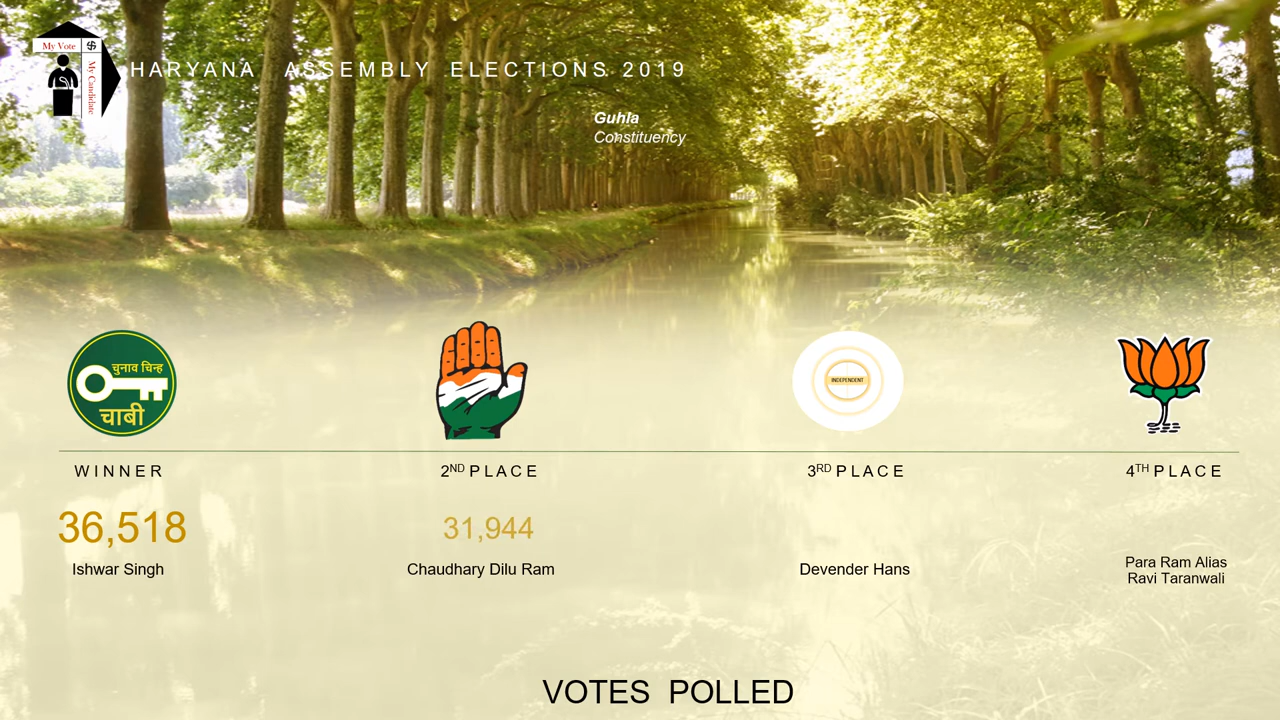 My Vote
My Candidate
HARYANA ASSEMBLY ELECTIONS 2019
Guhla
Constituency
चुनाव चिन्ह
चाबी
INDEPENDENT
WINNER
2ND PLACE
3RD PLACE
4TH PLACE
36,518
31,944
Ishwar Singh
Chaudhary Dilu Ram
Devender Hans
Para Ram Alias
Ravi Taranwali
VOTES POLLED